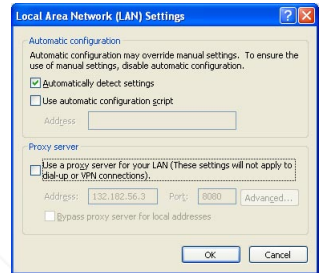 Local Area Network (LAN) Settings
Automatic configuration
Automatic configuration may override manual settings. To ensure the
use of manual settings, disable automatic configuration.
Automatically detect settings
Use automatic configuration script
Address
Proxy server
Use a proxy server for your LAN (These settings will not apply to
dial-up or VPN connections).
Address: 132.182.56.3 Port: 8080 Advanced...
Bypass proxy server for local addresses
OK Cancel